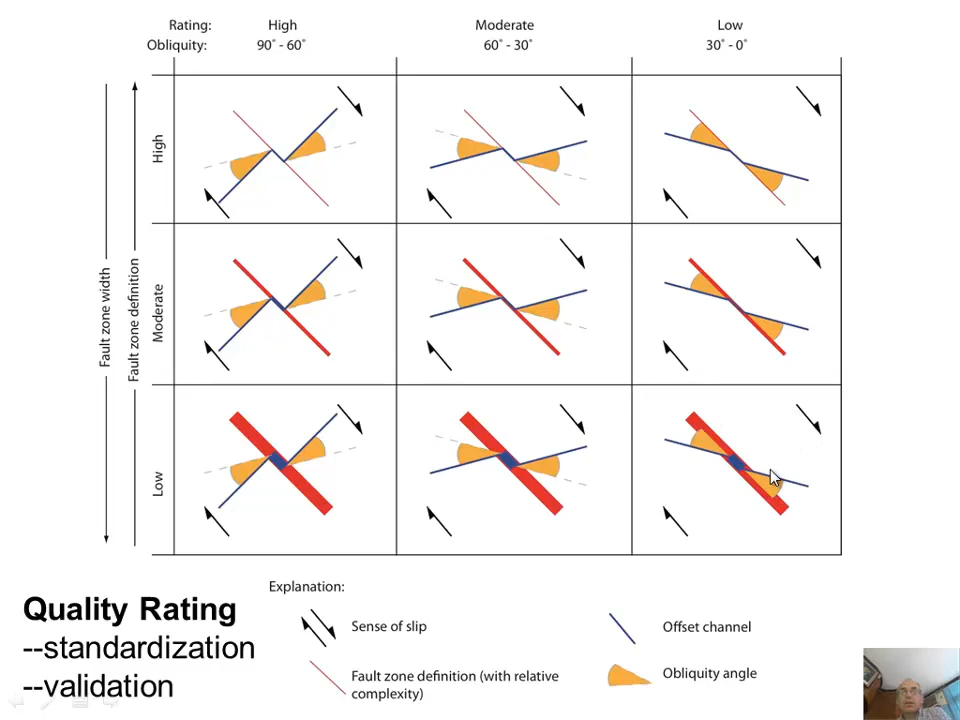 Rating: High Moderate Low
Obliquity: 90° - 60° 60° - 30° 30° - 0°
High
Moderate
Low
Fault zone width
Fault zone definition
Quality Rating
--standardization
--validation
Explanation:
Sense of slip
Fault zone definition (with relative
complexity)
Offset channel
Obliquity angle